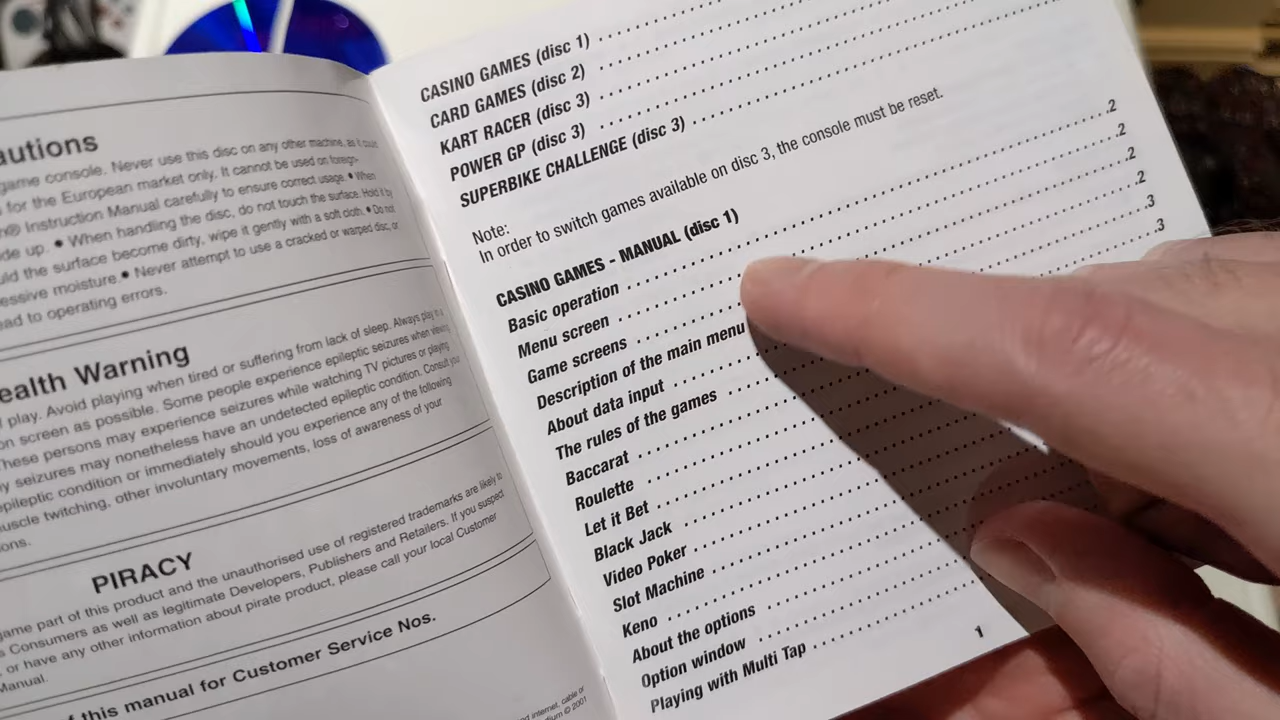 autions
game console. Never use this disc on any other machine, as it could
for the European market only. It cannot be used on foreign-
Instruction Manual carefully to ensure correct usage. • When
de up. • When handling the disc, do not touch the surface. Hold it by
uld the surface become dirty, wipe it gently with a soft cloth. • Do not
essive moisture. • Never attempt to use a cracked or warped disc, or
ead to operating errors.
ealth Warning
play. Avoid playing when tired or suffering from lack of sleep. Always play in a
on screen as possible. Some people experience epileptic seizures when viewing
These persons may experience seizures while watching TV pictures or playing
y seizures may nonetheless have an undetected epileptic condition. Consult your
epileptic condition or immediately should you experience any of the following
uscle twitching, other involuntary movements, loss of awareness of your
ons.
PIRACY
game part of this product and the unauthorised use of registered trademarks are likely to
s Consumers as well as legitimate Developers, Publishers and Retailers. If you suspect
, or have any other information about pirate product, please call your local Customer
Manual.
f this manual for Customer Service Nos.
nd internet, cable or
dium © 2001
CASINO GAMES (disc 1)
CARD GAMES (disc 2)
KART RACER (disc 3)
POWER GP (disc 3)
SUPERBIKE CHALLENGE (disc 3)
Note:
In order to switch games available on disc 3, the console must be reset.
CASINO GAMES - MANUAL (disc 1)
Basic operation .2
Menu screen .2
Game screens .2
Description of the main menu .2
About data input .3
The rules of the games .3
Baccarat
Roulette
Let it Bet
Black Jack
Video Poker
Slot Machine
Keno
About the options
Option window
Playing with Multi Tap
1